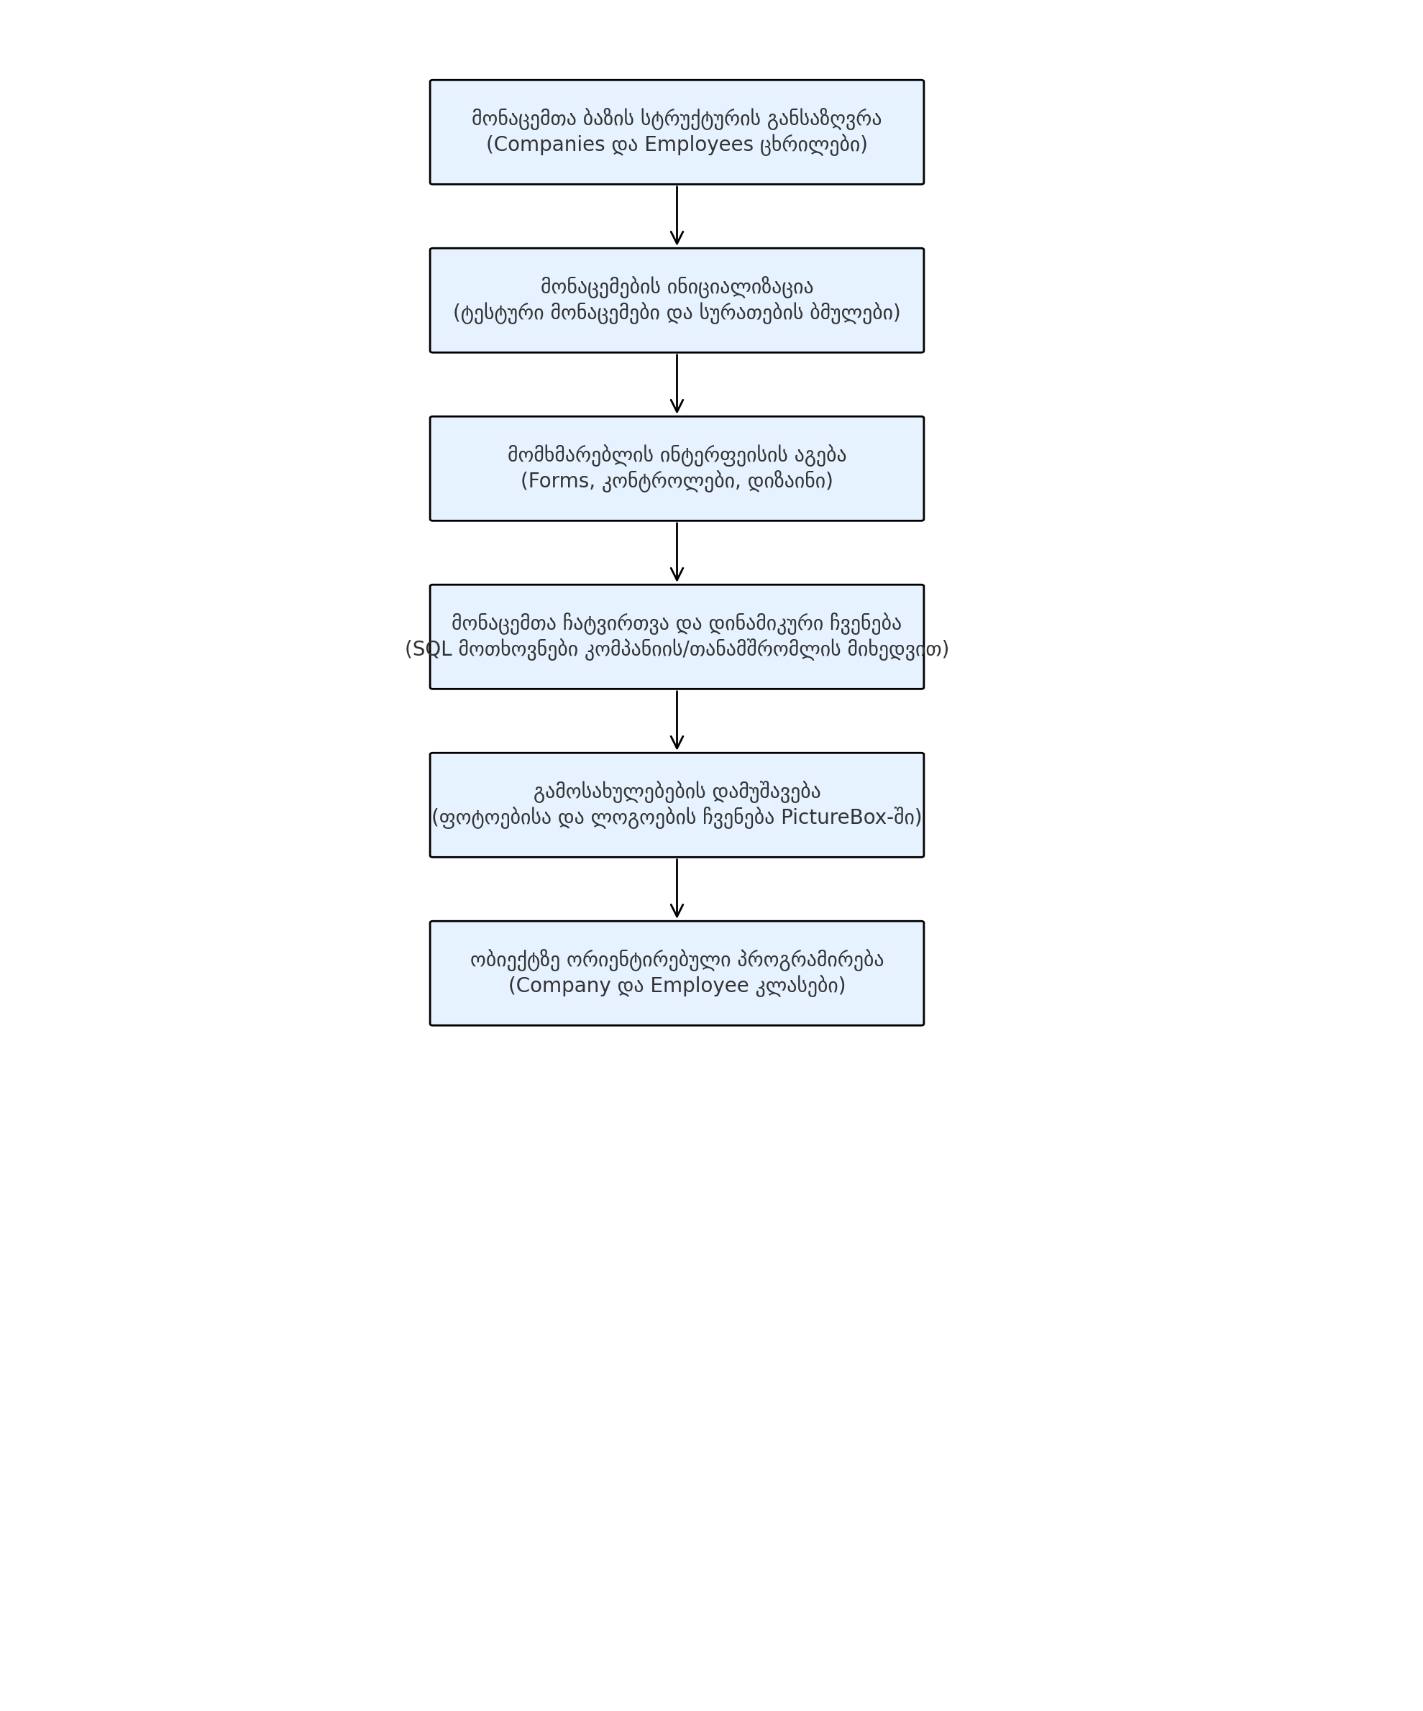 მონაცემთა ბაზის სტრუქტურის განსაზღვრა
(Companies და Employees ცხრილები)
მონაცემების ინიციალიზაცია
(ტესტური მონაცემები და სურათების ბმულები)
მომხმარებლის ინტერფეისის აგება
(Forms, კონტროლები, დიზაინი)
მონაცემთა ჩატვირთვა და დინამიკური ჩვენება
(SQL მოთხოვნები კომპანიის/თანამშრომლის მიხედვით)
გამოსახულებების დამუშავება
(ფოტოებისა და ლოგოების ჩვენება PictureBox-ში)
ობიექტზე ორიენტირებული პროგრამირება
(Company და Employee კლასები)